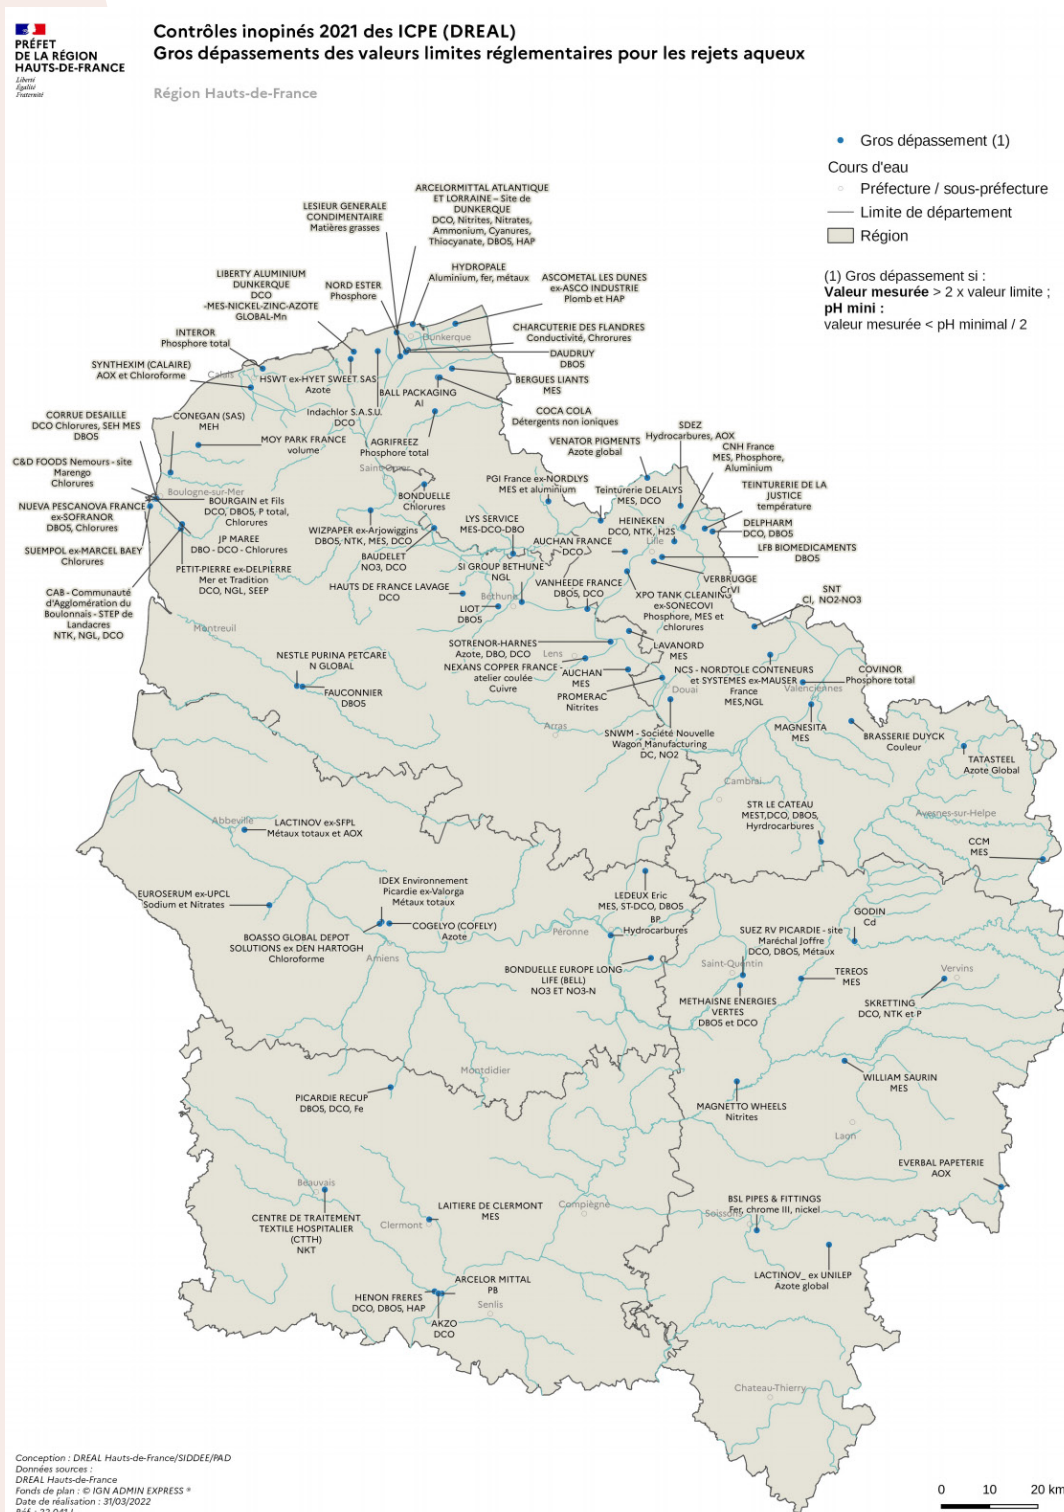 PRÉFET
DE LA RÉGION
HAUTS-DE-FRANCE
Liberté
Égalité
Fraternité
Contrôles inopinés 2021 des ICPE (DREAL)
Gros dépassements des valeurs limites réglementaires pour les rejets aqueux
Région Hauts-de-France
Gros dépassement (1)
Cours d'eau
Préfecture / sous-préfecture
Limite de département
Région
(1) Gros dépassement si :
Valeur mesurée > 2 x valeur limite ;
pH mini :
valeur mesurée < pH minimal / 2
ARCELORMITTAL ATLANTIQUE
ET LORRAINE – Site de
DUNKERQUE
DCO, Nitrites, Nitrates,
Ammonium, Cyanures,
Thiocyanate, DBO5, HAP
LESIEUR GENERALE
CONDIMENTAIRE
Matières grasses
HYDROPALE
Aluminium, fer, métaux
LIBERTY ALUMINIUM
DUNKERQUE
DCO
-MES-NICKEL-ZINC-AZOTE
GLOBAL-Mn
NORD ESTER
Phosphore
ASCOMETAL LES DUNES
ex-ASCO INDUSTRIE
Plomb et HAP
INTEROR
Phosphore total
CHARCUTERIE DES FLANDRES
Conductivité, Chrorures
Dunkerque
DAUDRUY
DBO5
SYNTHEXIM (CALAIRE)
AOX et Chloroforme
Calais
HSWT ex-HYET SWEET SAS
Azote
BERGUES LIANTS
MES
BALL PACKAGING
Al
Indachlor S.A.S.U.
DCO
COCA COLA
Détergents non ioniques
CORRUE DESAILLE
DCO Chlorures, SEH MES
DBO5
CONEGAN (SAS)
MEH
MOY PARK FRANCE
volume
AGRIFREEZ
Phosphore total
VENATOR PIGMENTS
Azote global
SDEZ
Hydrocarbures, AOX
CNH France
MES, Phosphore,
Aluminium
C&D FOODS Nemours - site
Marengo
Chlorures
Saint-Omer
Boulogne-sur-Mer
BONDUELLE
Chlorures
PGI France ex-NORDLYS
MES et aluminium
Teinturerie DELALYS
MES, DCO
TEINTURERIE DE LA
JUSTICE
température
NUEVA PESCANOVA FRANCE
ex-SOFRANOR
DBO5, Chlorures
BOURGAIN et Fils
DCO, DBO5, P total,
Chlorures
WIZPAPER ex-Arjowiggins
DBO5, NTK, MES, DCO
LYS SERVICE
MES-DCO-DBO
HEINEKEN
DCO, NTK, H2S
Lille
DELPHARM
DCO, DBO5
JP MAREE
DBO - DCO - Chlorures
AUCHAN FRANCE
DCO
SUEMPOL ex-MARCEL BAEY
Chlorures
BAUDELET
NO3, DCO
LFB BIOMEDICAMENTS
DBO5
PETIT-PIERRE ex-DELPIERRE
Mer et Tradition
DCO, NGL, SEEP
SI GROUP BETHUNE
NGL
VERBRUGGE
CrVI
HAUTS DE FRANCE LAVAGE
DCO
VANHEEDE FRANCE
DBO5, DCO
SNT
Cl, NO2-NO3
CAB - Communauté
d'Agglomération du
Boulonnais - STEP de
Landacres
NTK, NGL, DCO
Béthune
LIOT
DBO5
XPO TANK CLEANING
ex-SONECOVI
Phosphore, MES et
chlorures
Montreuil
SOTRENOR-HARNES
Azote, DBO, DCO
LAVANORD
MES
NESTLE PURINA PETCARE
N GLOBAL
Lens
NEXANS COPPER FRANCE -
atelier coulée
Cuivre
AUCHAN
MES
NCS - NORDTOLE CONTENEURS
et SYSTEMES ex-MAUSER
France
MES,NGL
COVINOR
Phosphore total
Valenciennes
FAUCONNIER
DBO5
PROMERAC
Nitrites
Douai
Arras
SNWM - Société Nouvelle
Wagon Manufacturing
DC, NO2
MAGNESITA
MES
BRASSERIE DUYCK
Couleur
TATASTEEL
Azote Global
Cambrai
STR LE CATEAU
MEST,DCO, DBO5,
Hyrdrocarbures
Avesnes-sur-Helpe
Abbeville
LACTINOV ex-SFPL
Métaux totaux et AOX
CCM
MES
EUROSERUM ex-UPCL
Sodium et Nitrates
IDEX Environnement
Picardie ex-Valorga
Métaux totaux
LEDEUX Eric
MES, ST-DCO, DBO5
BP
Hydrocarbures
GODIN
Cd
COGELYO (COFELY)
Azote
Péronne
SUEZ RV PICARDIE - site
Maréchal Joffre
DCO, DBO5, Métaux
BOASSO GLOBAL DEPOT
SOLUTIONS ex DEN HARTOGH
Chloroforme
Amiens
BONDUELLE EUROPE LONG
LIFE (BELL)
NO3 ET NO3-N
Saint-Quentin
TEREOS
MES
Vervins
METHAISNE ENERGIES
VERTES
DBO5 et DCO
SKRETTING
DCO, NTK et P
Montdidier
WILLIAM SAURIN
MES
PICARDIE RECUP
DBO5, DCO, Fe
MAGNETTO WHEELS
Nitrites
Laon
EVERBAL PAPETERIE
AOX
Beauvais
CENTRE DE TRAITEMENT
TEXTILE HOSPITALIER
(CTTH)
NKT
Clermont
LAITIERE DE CLERMONT
MES
Compiègne
BSL PIPES & FITTINGS
Fer, chrome III, nickel
Soissons
LACTINOV_ ex UNILEP
Azote global
HENON FRERES
DCO, DBO5, HAP
ARCELOR MITTAL
PB
Senlis
AKZO
DCO
Chateau-Thierry
Conception : DREAL Hauts-de-France/SIDDEE/PAD
Données sources :
DREAL Hauts-de-France
Fonds de plan : © IGN ADMIN EXPRESS ®
Date de réalisation : 31/03/2022
0 10 20 km